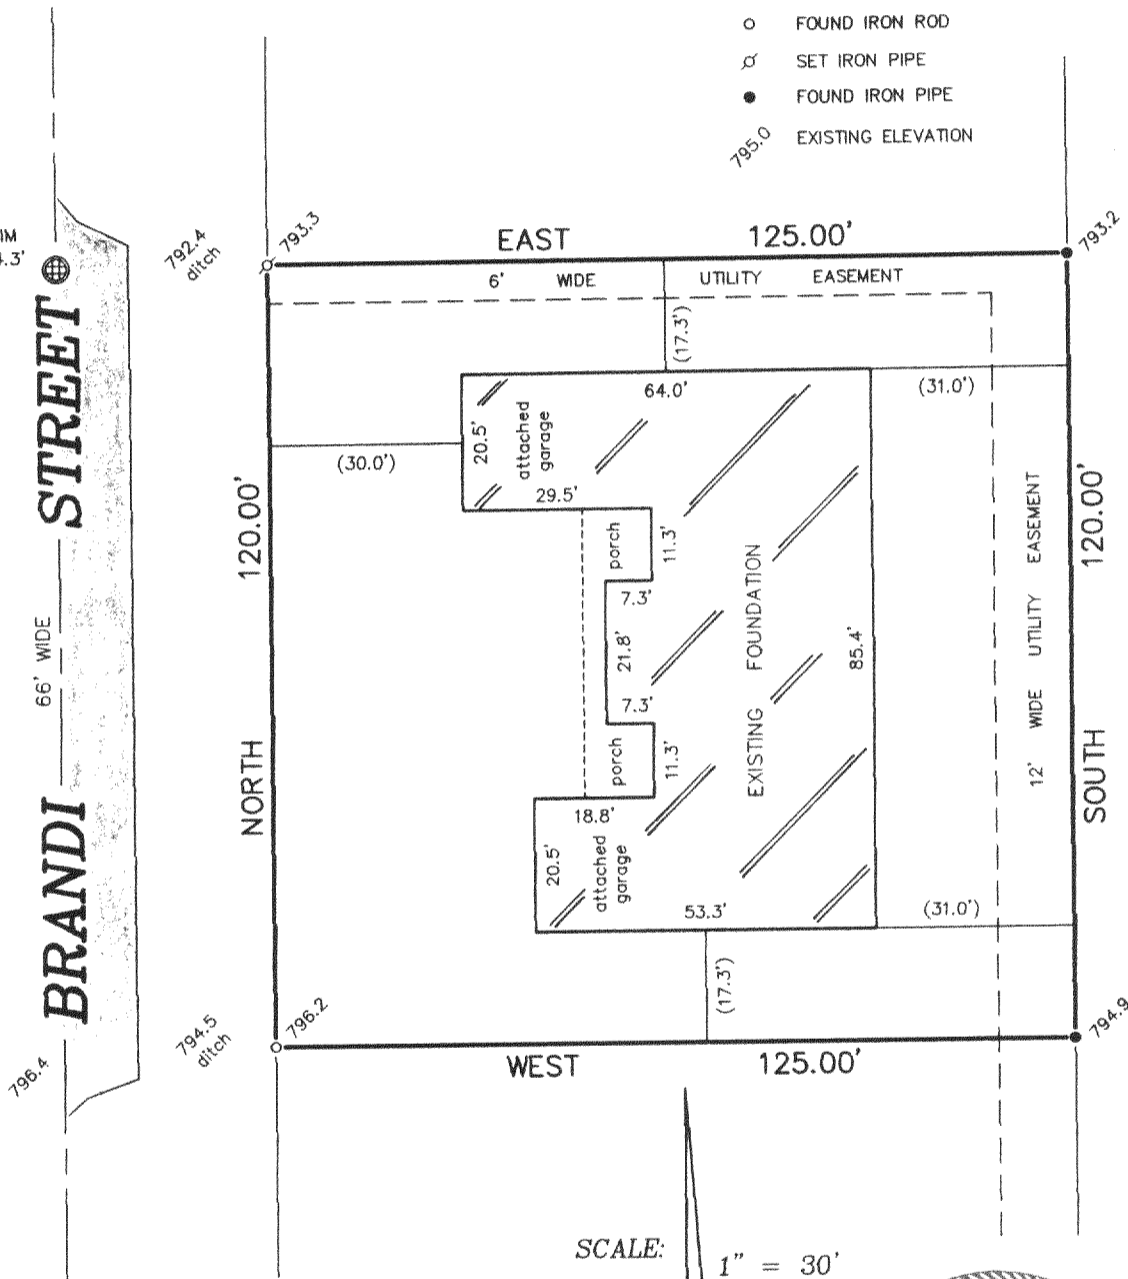 FOUND IRON ROD
SET IRON PIPE
FOUND IRON PIPE
795.0 EXISTING ELEVATION
IM
4.3'
792.4
ditch
793.3
EAST 125.00'
793.2
6' WIDE UTILITY EASEMENT
(17.3')
64.0'
(31.0')
20.5'
attached
garage
(30.0')
29.5'
porch
11.3'
7.3'
21.8'
7.3'
porch
11.3'
18.8'
20.5'
attached
garage
53.3'
(31.0')
EXISTING FOUNDATION
85.4'
12' WIDE UTILITY EASEMENT
120.00'
SOUTH
120.00'
NORTH
BRANDI STREET
66' WIDE
(17.3')
794.5
ditch
796.2
796.4
794.9
WEST 125.00'
SCALE: 1" = 30'